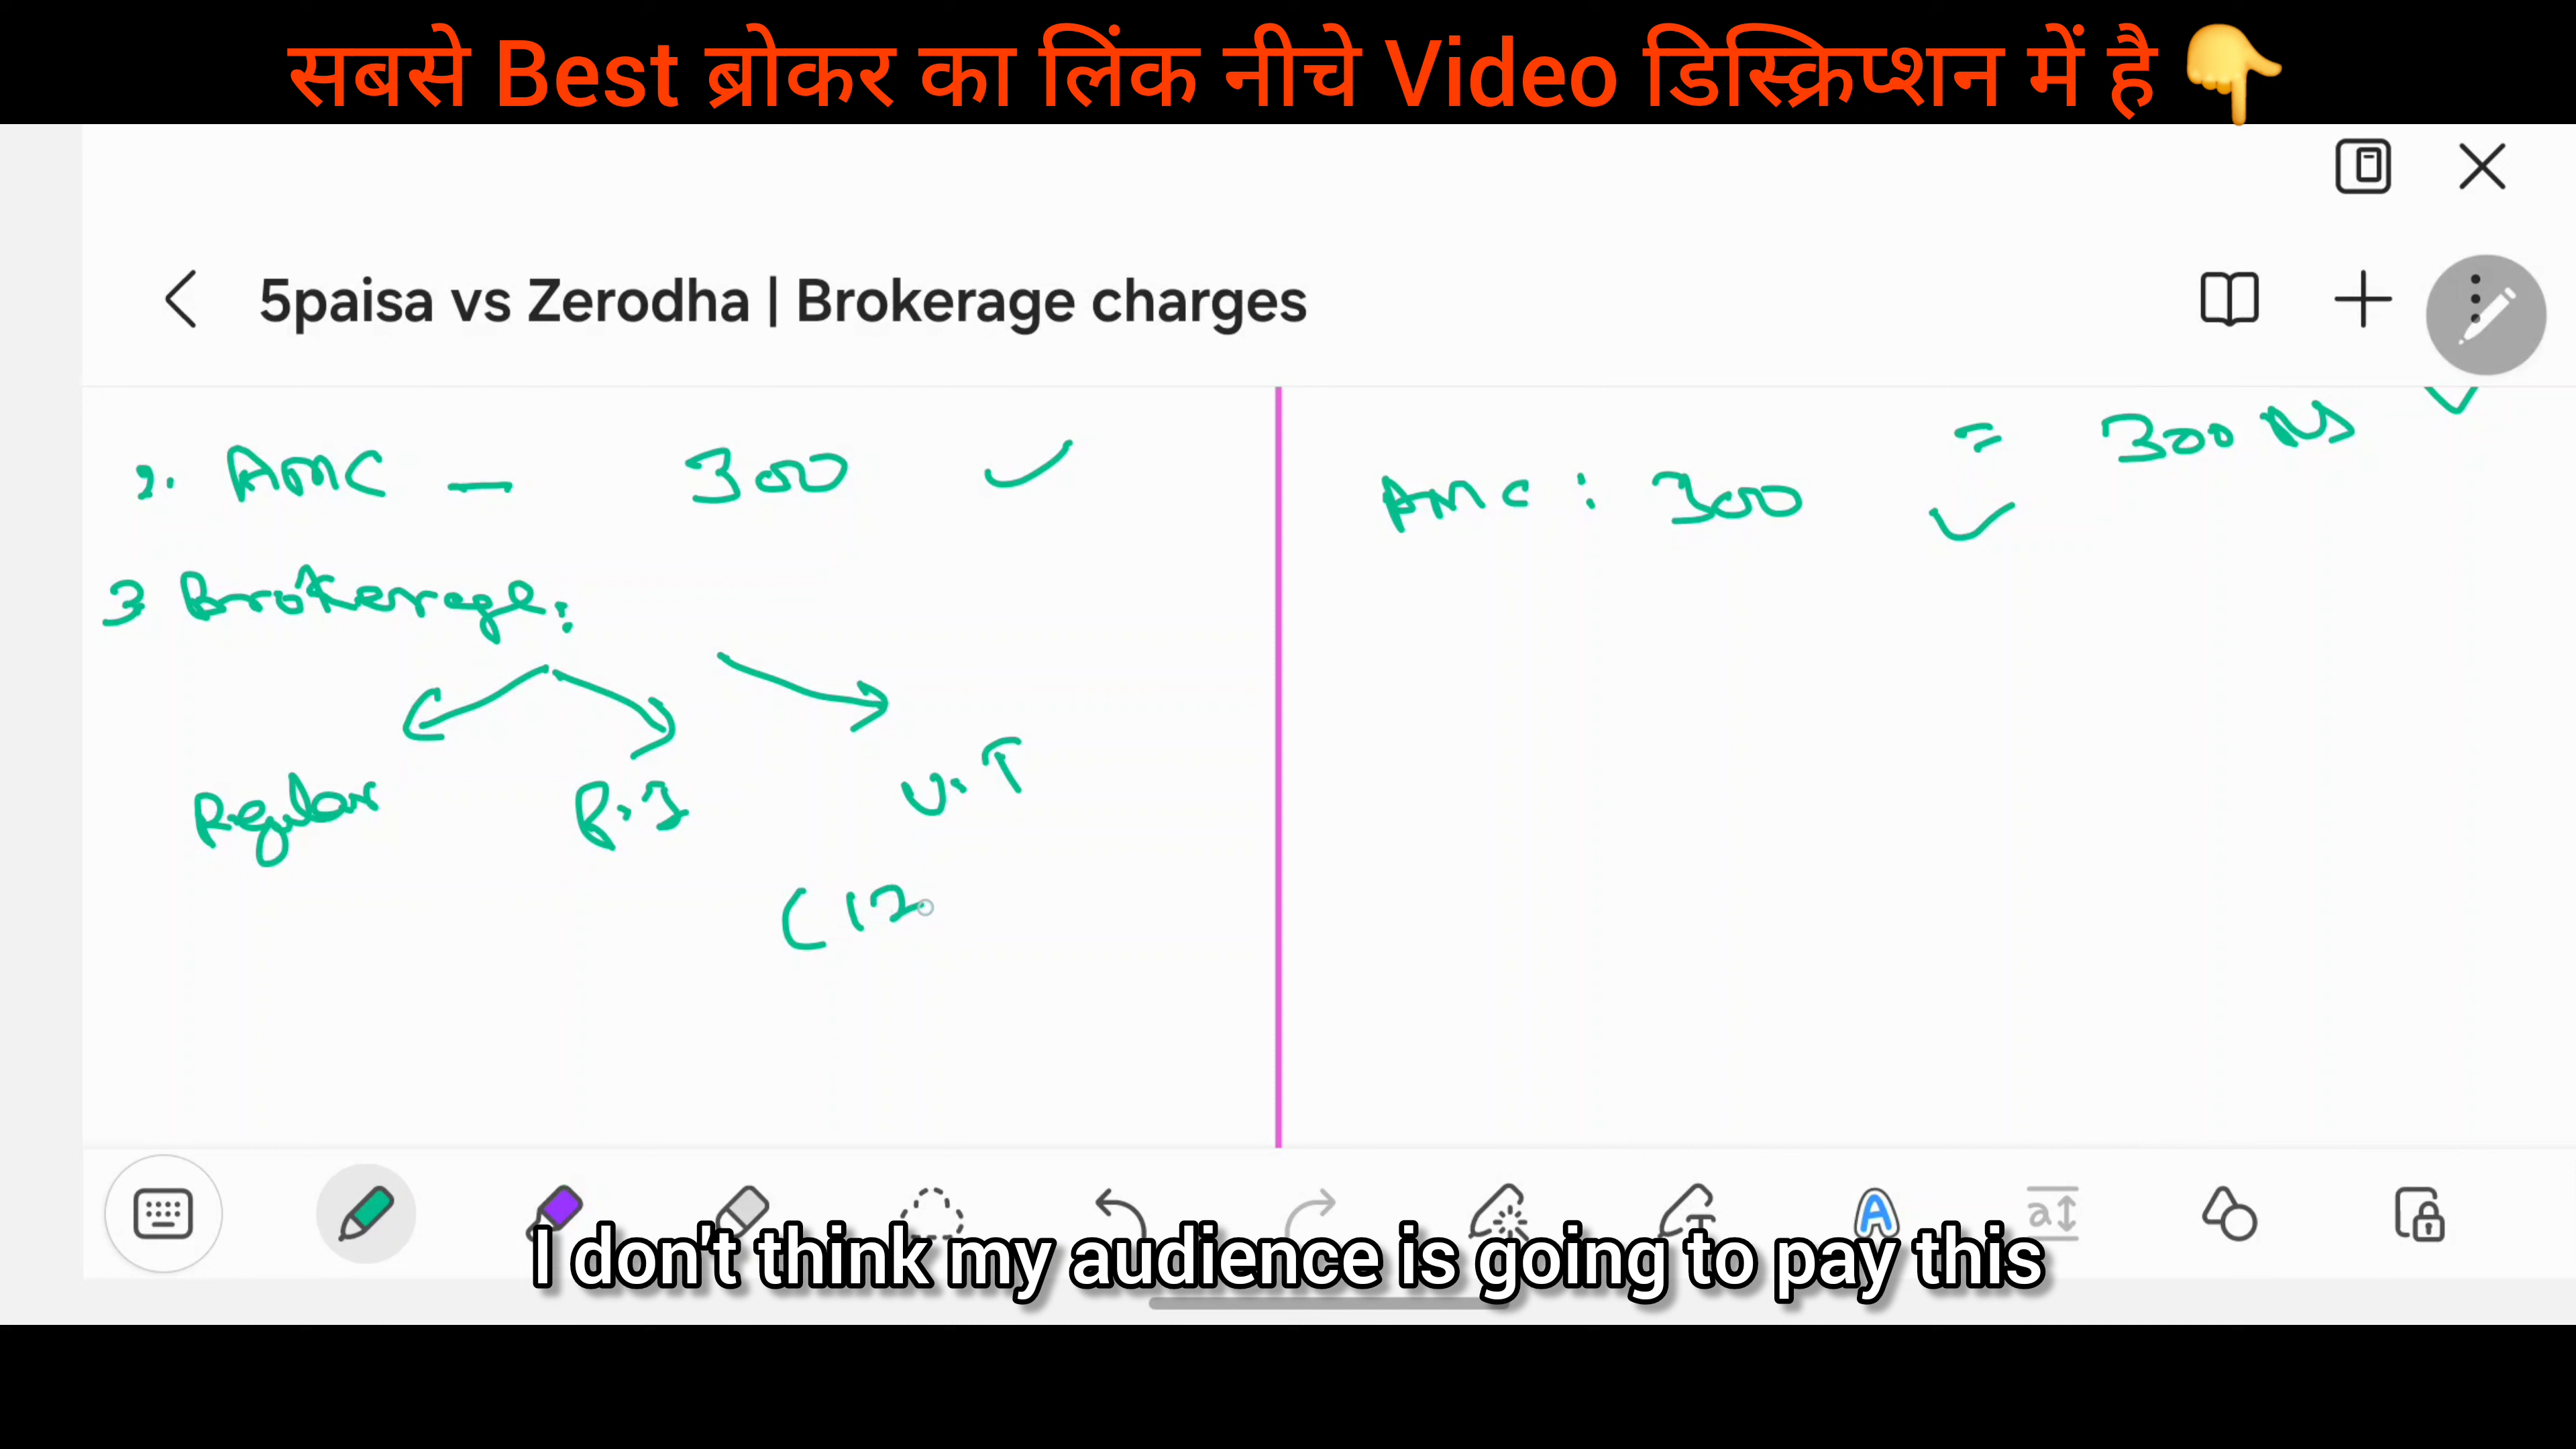 सबसे Best ब्रोकर का लिंक नीचे Video डिस्क्रिप्शन में है 👇
5paisa vs Zerodha | Brokerage charges
2. AMC — 300 ✓
= 300 Rs ✓
AMC : 300 ✓
3 Brokerage:
Regular P.I U.T
(12
I don't think my audience is going to pay this